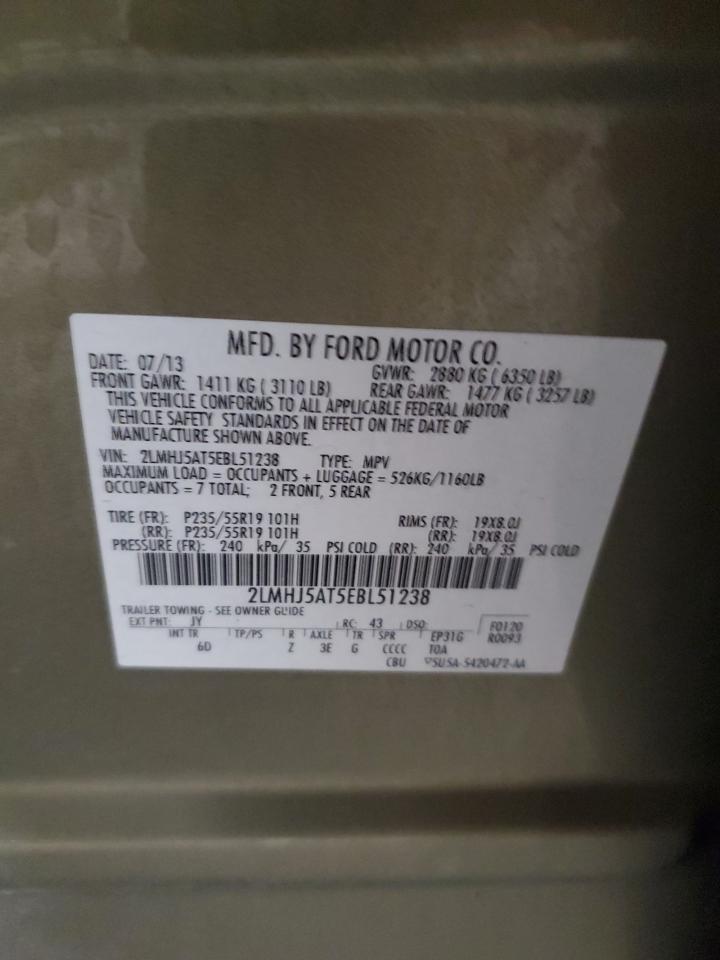 MFD. BY FORD MOTOR CO.
DATE: 07/13 GVWR: 2880 KG ( 6350 LB)
FRONT GAWR: 1411 KG ( 3110 LB) REAR GAWR: 1477 KG ( 3257 LB)
THIS VEHICLE CONFORMS TO ALL APPLICABLE FEDERAL MOTOR
VEHICLE SAFETY STANDARDS IN EFFECT ON THE DATE OF
MANUFACTURE SHOWN ABOVE.
VIN: 2LMHJ5AT5EBL51238 TYPE: MPV
MAXIMUM LOAD = OCCUPANTS + LUGGAGE = 526KG/1160LB
OCCUPANTS = 7 TOTAL; 2 FRONT, 5 REAR
TIRE (FR): P235/55R19 101H RIMS (FR): 19X8.0J
(RR): P235/55R19 101H (RR): 19X8.0J
PRESSURE (FR): 240 kPa/ 35 PSI COLD (RR): 240 kPa/ 35 PSI COLD
2LMHJ5AT5EBL51238
TRAILER TOWING - SEE OWNER GUIDE
EXT PNT: JY RC: 43 DSO: F0120
INT TR TP/PS R AXLE TR SPR EP31G R0093
6D Z 3E G CCCC TOA
CBU